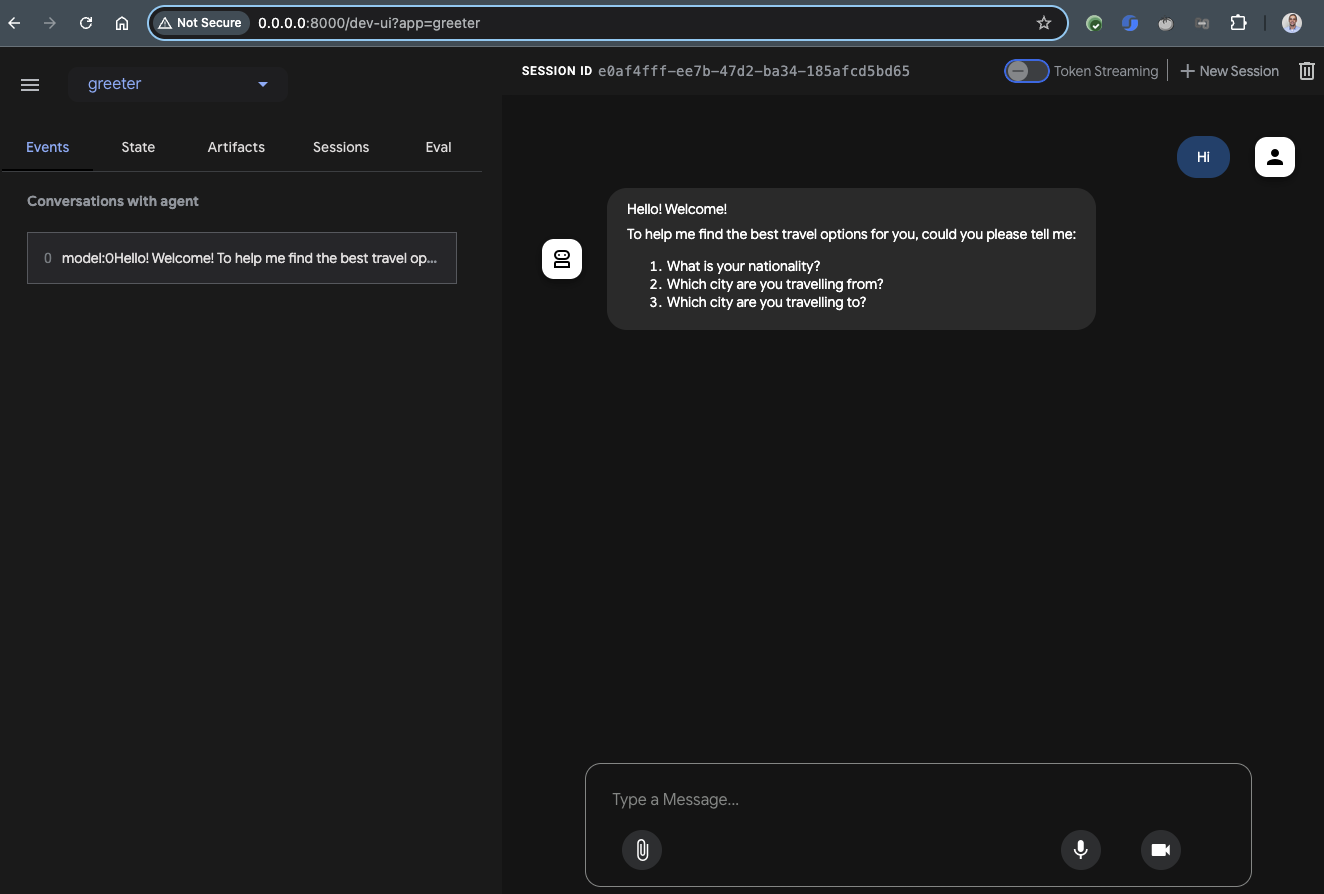 Not Secure 0.0.0.0:8000/dev-ui?app=greeter
greeter
SESSION ID e0af4fff-ee7b-47d2-ba34-185afcd5bd65 Token Streaming New Session
Events State Artifacts Sessions Eval
Conversations with agent
0 model:0Hello! Welcome! To help me find the best travel op...
Hi
Hello! Welcome!
To help me find the best travel options for you, could you please tell me:
1. What is your nationality?
2. Which city are you travelling from?
3. Which city are you travelling to?
Type a Message...